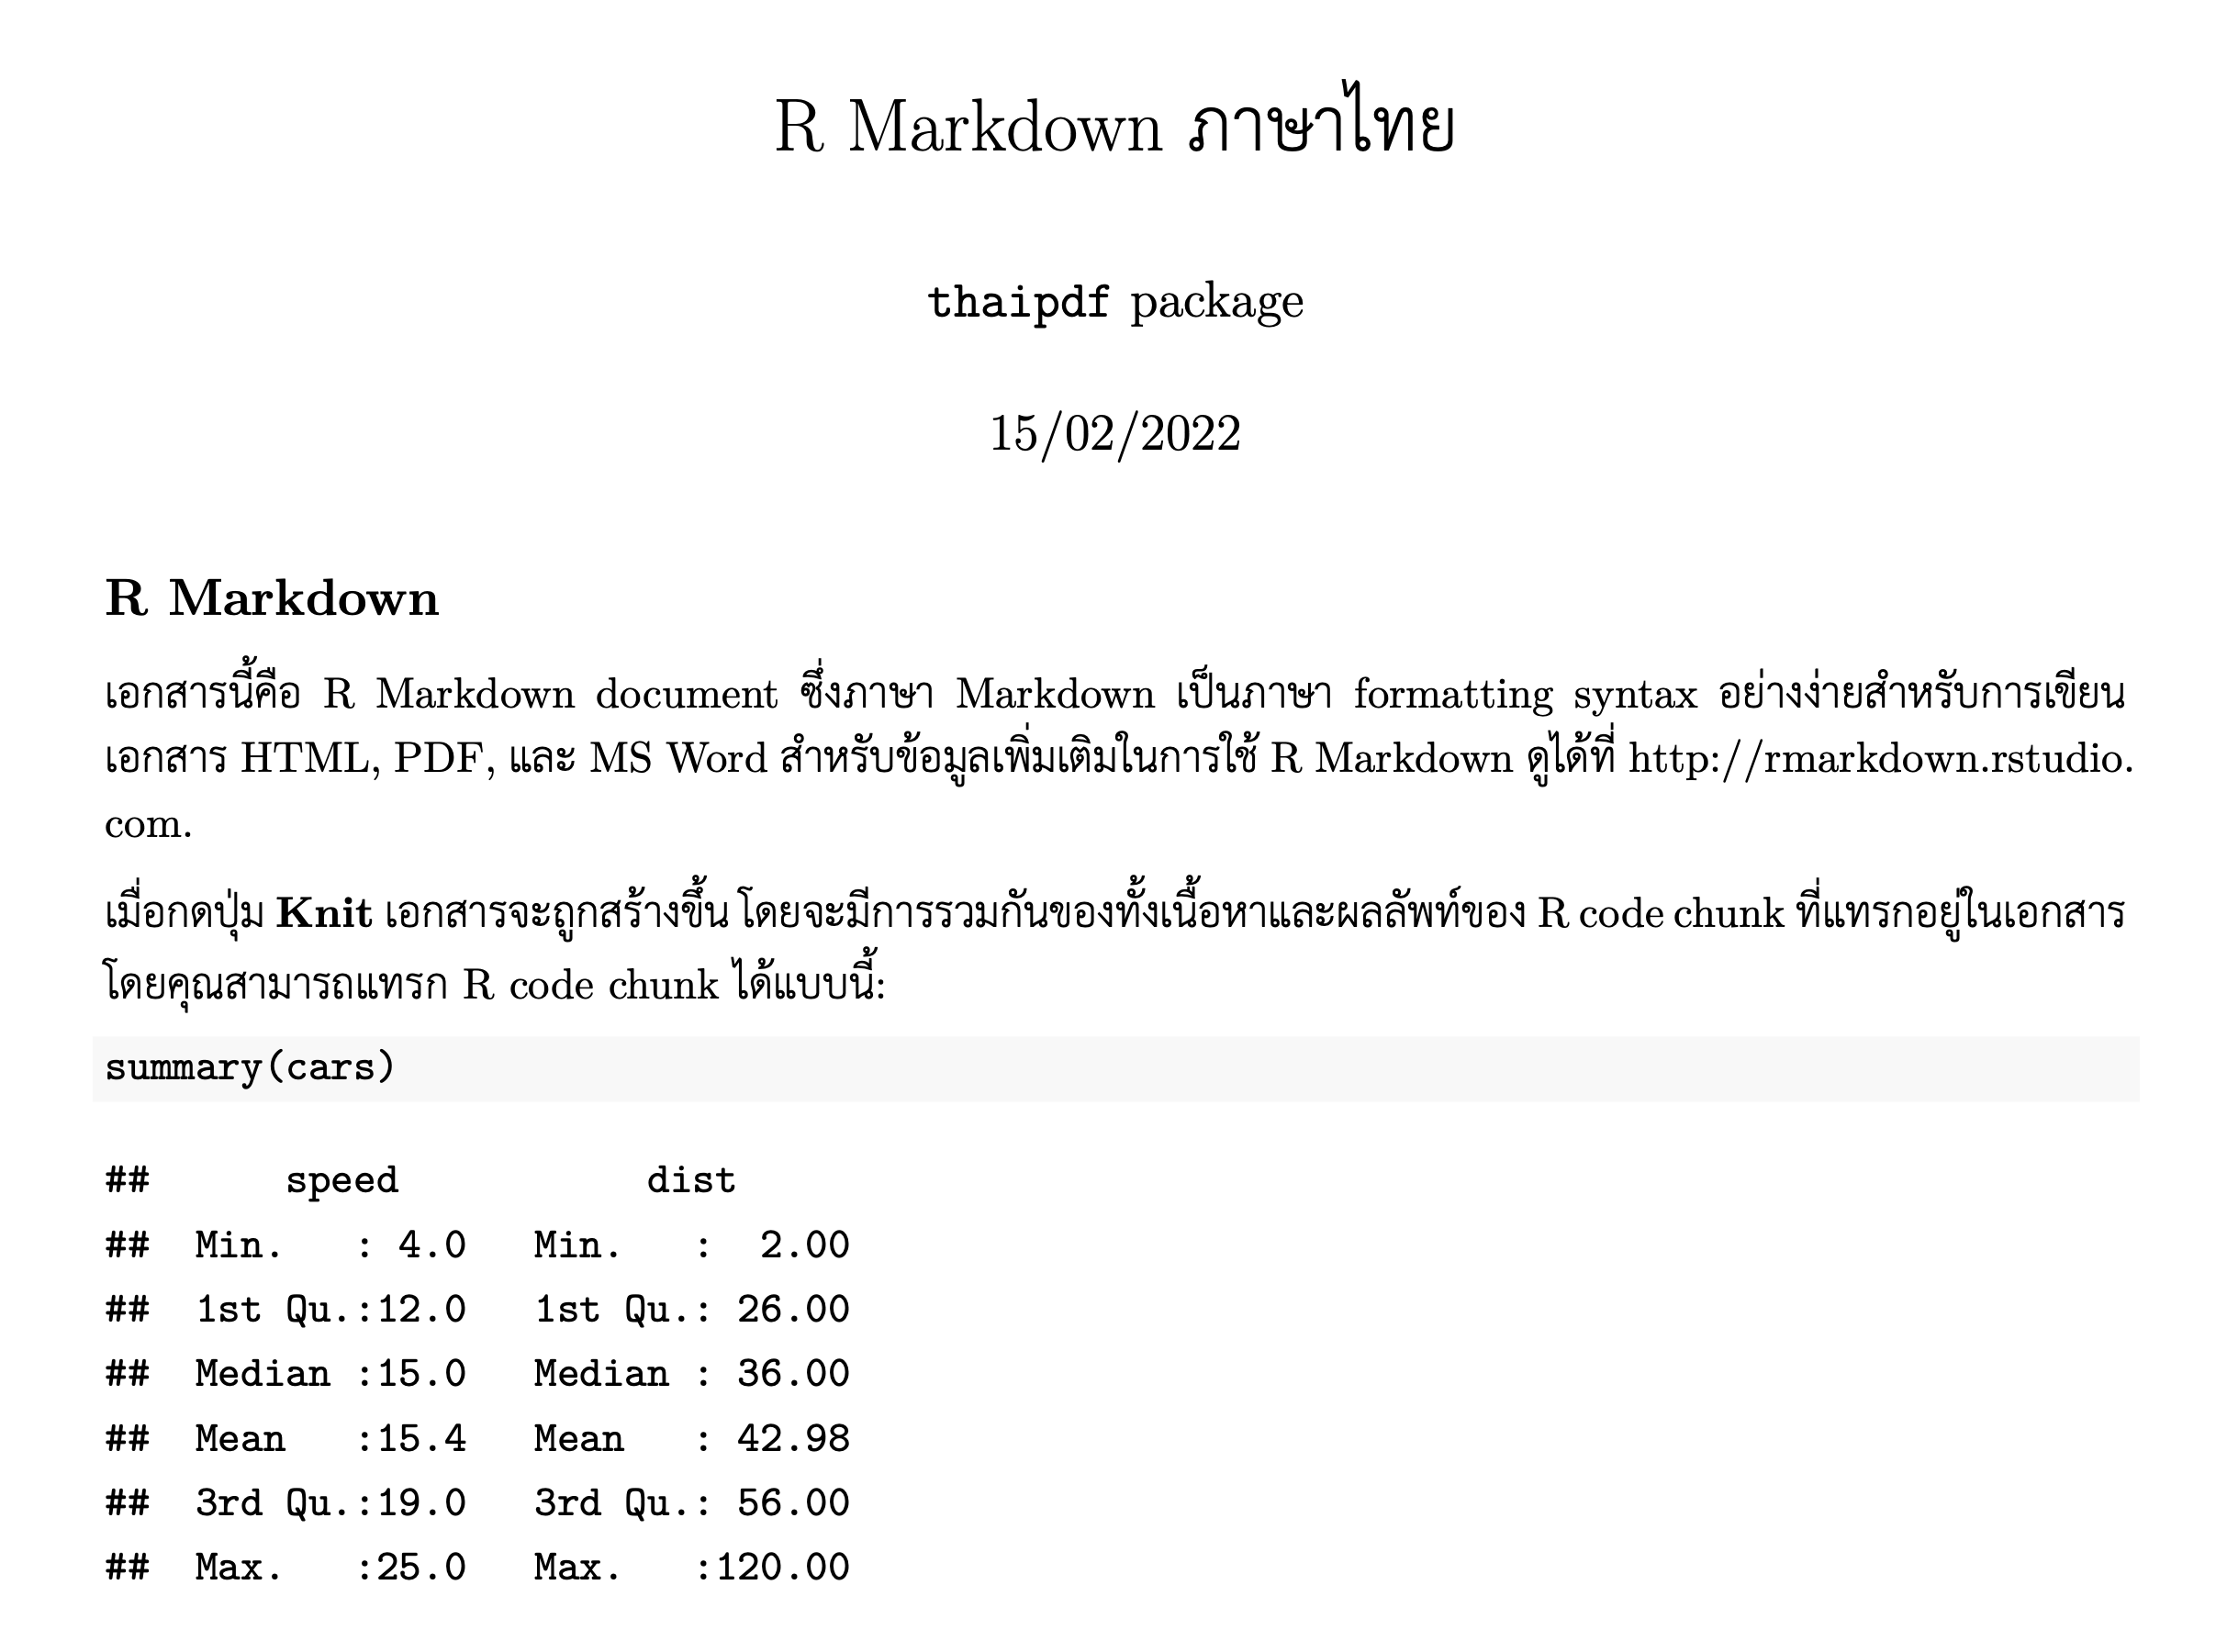 R Markdown ภาษาไทย
thaipdf package
15/02/2022
R Markdown
เอกสารนี้คือ R Markdown document ซึ่งภาษา Markdown เป็นภาษา formatting syntax อย่างง่ายสำหรับการเขียน
เอกสาร HTML, PDF, และ MS Word สำหรับข้อมูลเพิ่มเติมในการใช้ R Markdown ดูได้ที่ http://rmarkdown.rstudio.
com.
เมื่อกดปุ่ม Knit เอกสารจะถูกสร้างขึ้น โดยจะมีการรวมกันของทั้งเนื้อหาและผลลัพท์ของ R code chunk ที่แทรกอยู่ในเอกสาร
โดยคุณสามารถแทรก R code chunk ได้แบบนี้:
summary(cars)
##      speed           dist
##  Min.   : 4.0   Min.   :  2.00
##  1st Qu.:12.0   1st Qu.: 26.00
##  Median :15.0   Median : 36.00
##  Mean   :15.4   Mean   : 42.98
##  3rd Qu.:19.0   3rd Qu.: 56.00
##  Max.   :25.0   Max.   :120.00